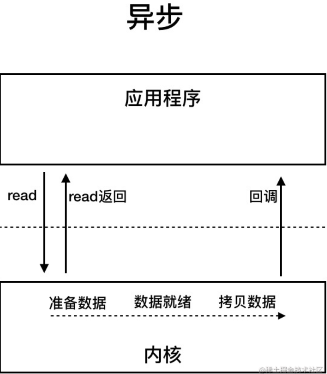 异步
应用程序
read
read返回
回调
准备数据
数据就绪
拷贝数据
内核
@稀土掘金技术社区